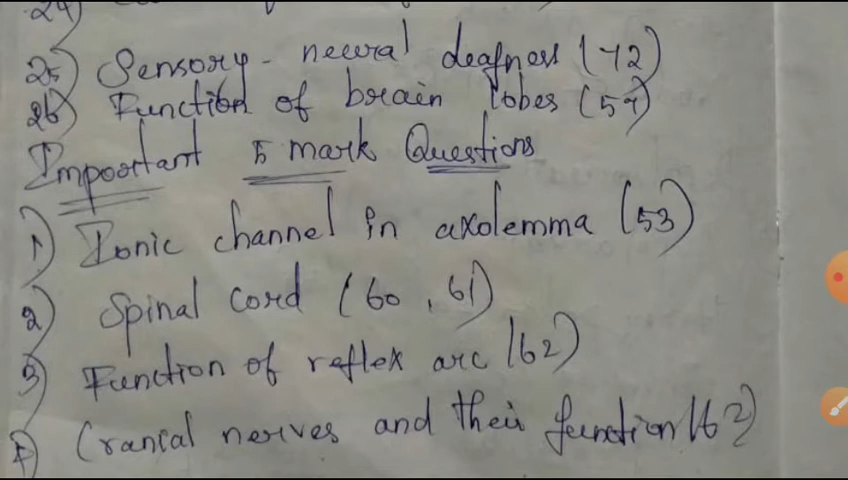 24)
25) Sensory - neural deafness (72)
26) Function of brain lobes (59)
Important 5 mark Questions
1) Ionic channel in axolemma (53)
2) Spinal cord (60, 61)
3) Function of reflex arc (62)
4) Cranial nerves and their function (62)